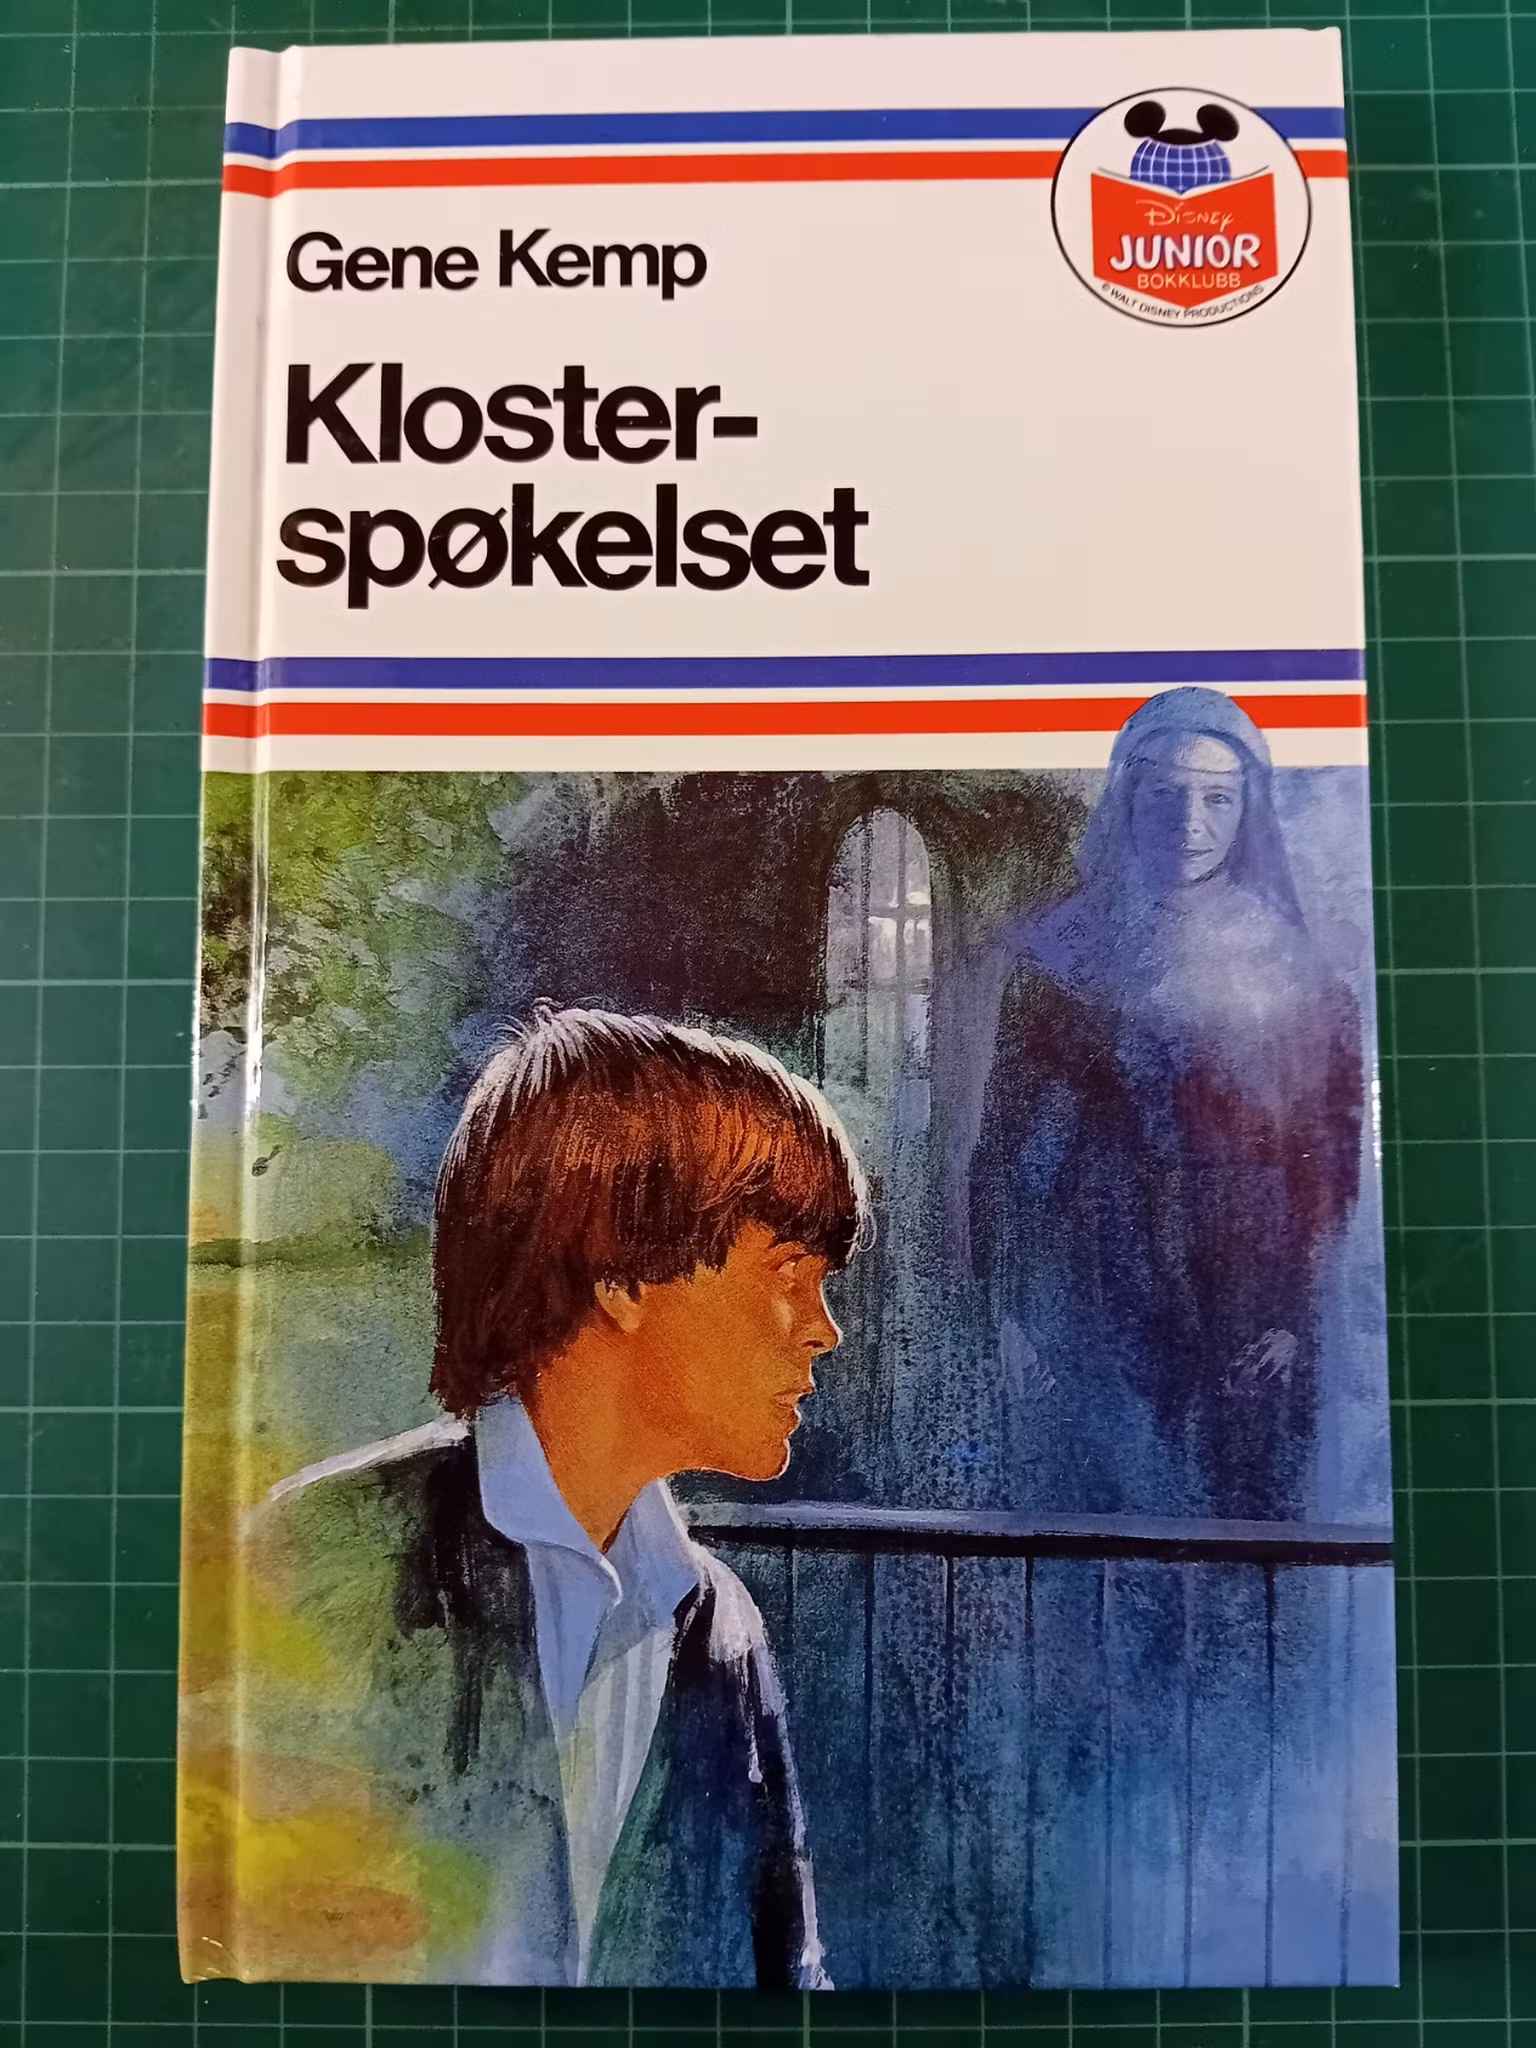 Gene Kemp
Kloster-
spøkelset
Disney
JUNIOR
BOKKLUBB
© WALT DISNEY PRODUCTIONS